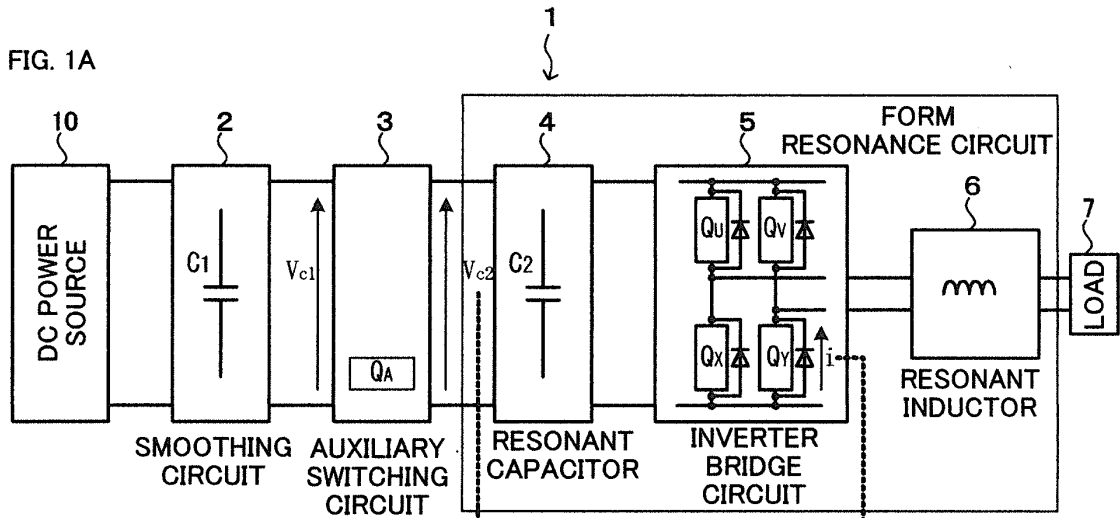 1
FIG. 1A
10
2
3
4
5
FORM
RESONANCE CIRCUIT
6
7
DC POWER
SOURCE
C1
Vc1
QA
Vc2
C2
QU
QV
QX
QY
i
LOAD
SMOOTHING
CIRCUIT
AUXILIARY
SWITCHING
CIRCUIT
RESONANT
CAPACITOR
INVERTER
BRIDGE
CIRCUIT
RESONANT
INDUCTOR